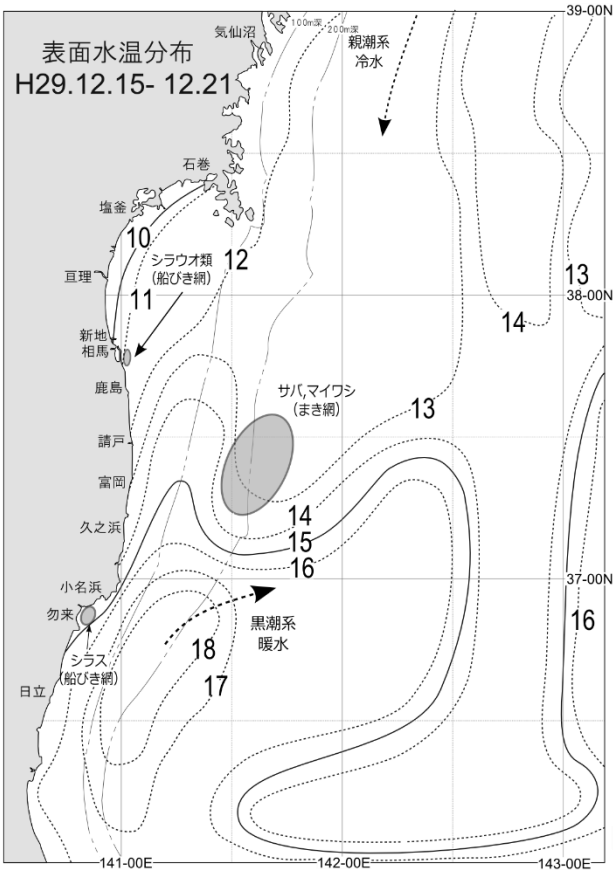 表面水温分布
H29.12.15- 12.21
気仙沼
100m深
200m深
親潮系
冷水
39-00N
石巻
塩釜
10
シラウオ類
(船びき網)
12
亘理
11
13
38-00N
14
新地
相馬
鹿島
サバ,マイワシ
(まき網)
13
請戸
富岡
14
久之浜
15
16
37-00N
小名浜
勿来
黒潮系
暖水
16
18
シラス
(船びき網)
17
日立
141-00E
142-00E
143-00E